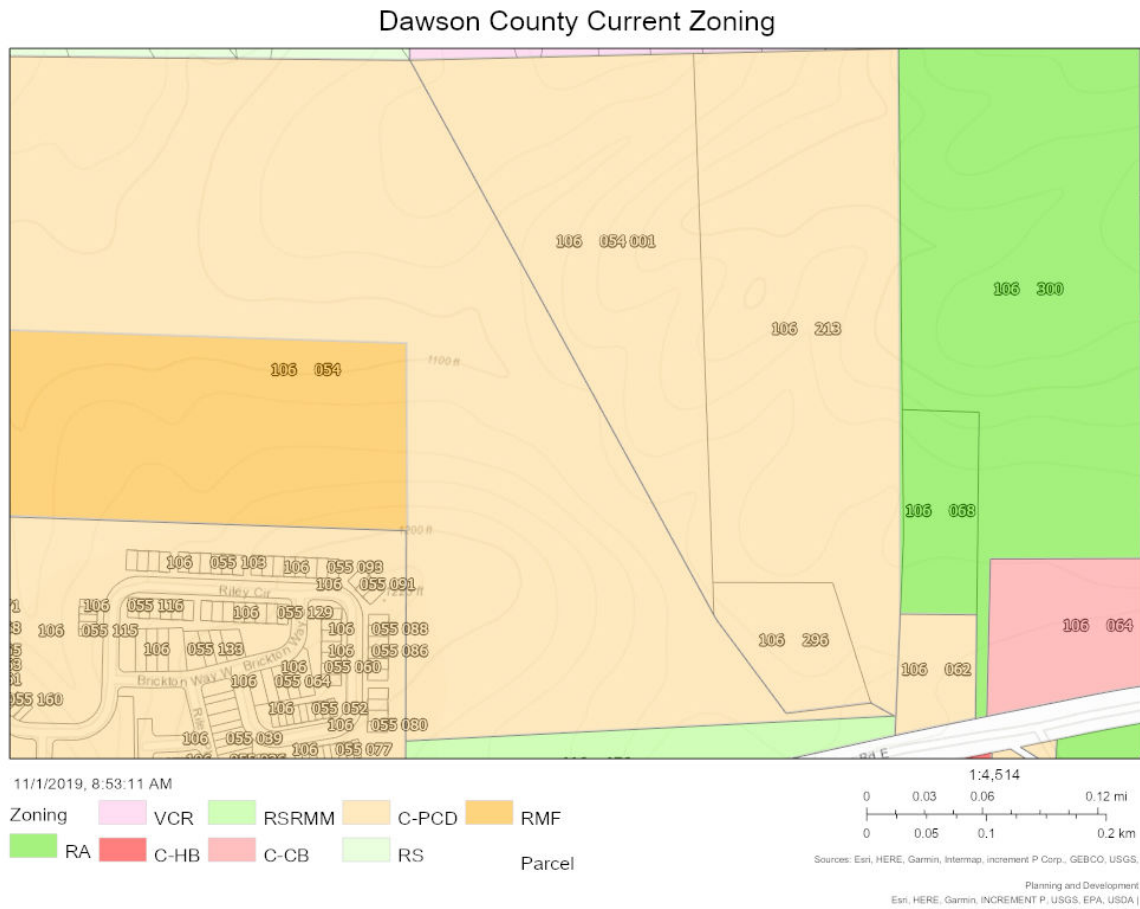 Dawson County Current Zoning
106 054 001
106 300
106 213
106 054
1100 ft
106 068
1200 ft
106 055 103
106 055 093
106 055 091
Riley Cir
106 055 116
106 055 129
106 055 115
106 055 088
106 064
106 296
106 055 133
106 055 086
Brickton Way
106 055 060
106 062
Brickton Way W
106 055 064
055 160
106 055 052
106 055 080
106 055 039
106 055 077
Rd E
11/1/2019, 8:53:11 AM
1:4,514
Zoning
VCR
RSRMM
C-PCD
RMF
RA
C-HB
C-CB
RS
Parcel
0 0.03 0.06 0.12 mi
0 0.05 0.1 0.2 km
Sources: Esri, HERE, Garmin, Intermap, increment P Corp., GEBCO, USGS,
Planning and Development
Esri, HERE, Garmin, INCREMENT P, USGS, EPA, USDA |